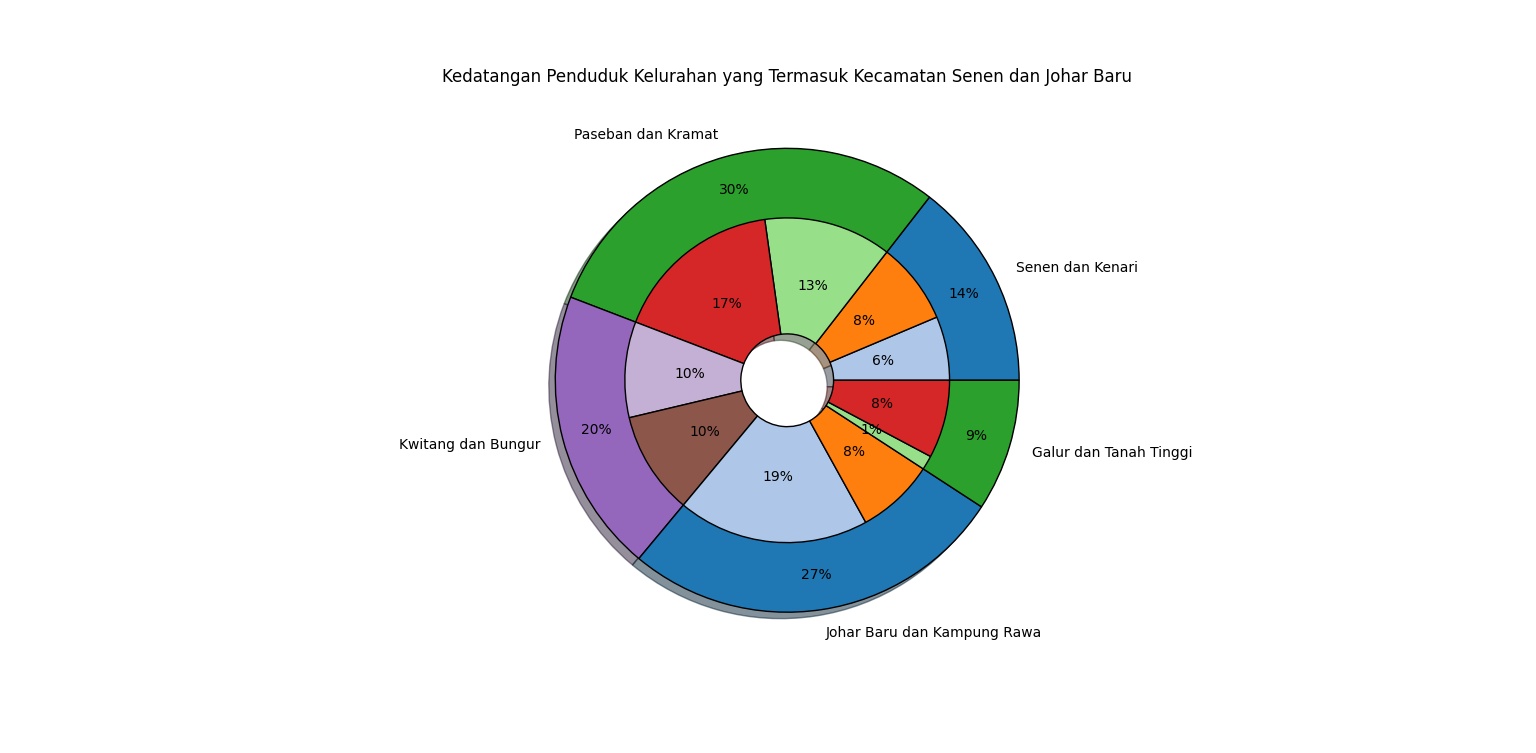 Kedatangan Penduduk Kelurahan yang Termasuk Kecamatan Senen dan Johar Baru
Paseban dan Kramat
30%
Senen dan Kenari
14%
13%
17%
8%
6%
10%
8%
1%
9%
Kwitang dan Bungur
20%
10%
8%
Galur dan Tanah Tinggi
19%
27%
Johar Baru dan Kampung Rawa